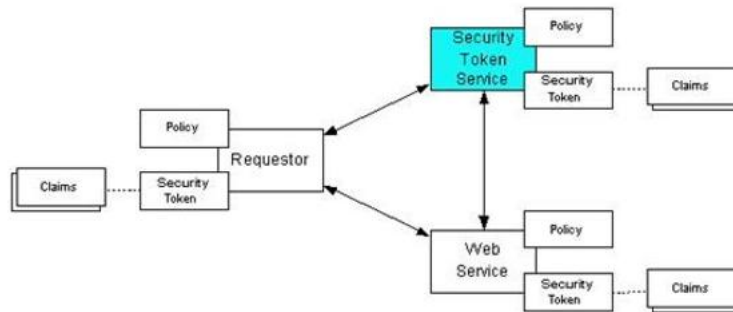 Security
Token
Service
Policy
Security
Token
Claims
Policy
Requestor
Security
Token
Claims
Web
Service
Policy
Security
Token
Claims